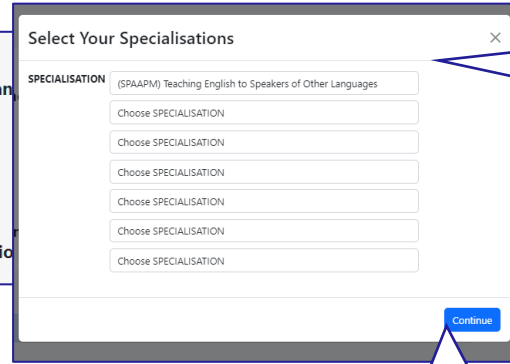 Select Your Specialisations
SPECIALISATION
(SPAAPM) Teaching English to Speakers of Other Languages
Choose SPECIALISATION
Choose SPECIALISATION
Choose SPECIALISATION
Choose SPECIALISATION
Choose SPECIALISATION
Choose SPECIALISATION
Continue